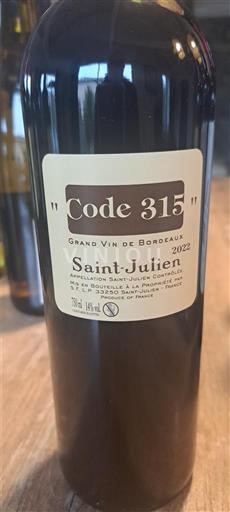 " Code 315 "
Grand Vin de Bordeaux
2022
Saint-Julien
Appellation Saint-Julien Contrôlée
Mis en Bouteille à la Propriété par
S.F.L.P. 33250 Saint-Julien - France
Produce of France
750 ml 14% vol.
VINIOU